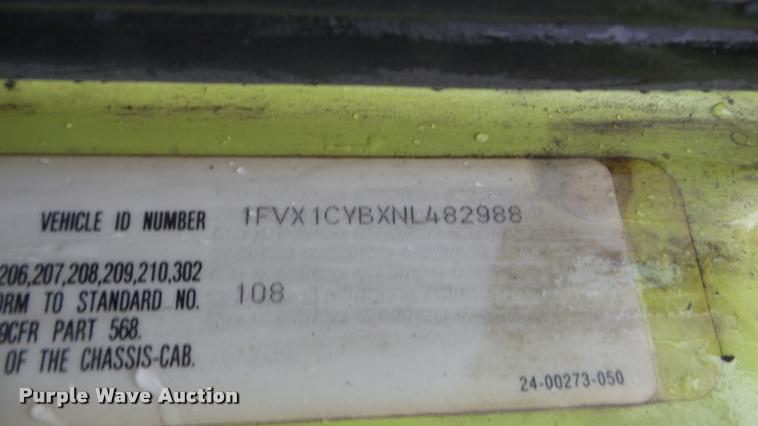 VEHICLE ID NUMBER 1FVX1CYBXNL482988
206,207,208,209,210,302
ORM TO STANDARD NO. 108
9CFR PART 568.
OF THE CHASSIS-CAB.
24-00273-050
Purple Wave Auction